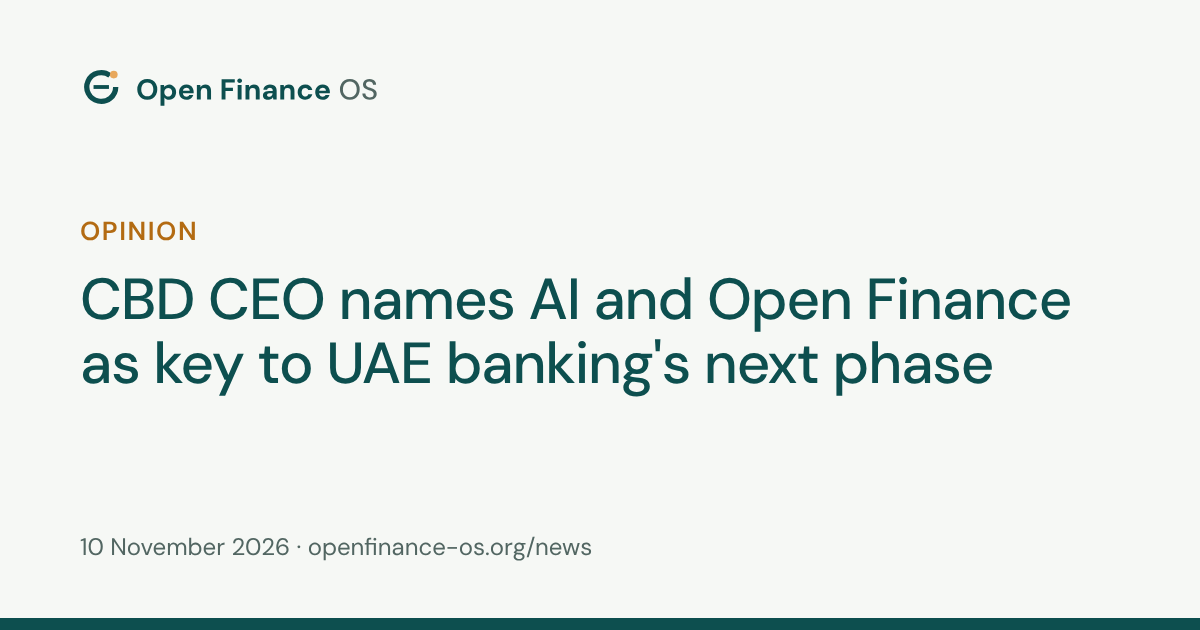 Open Finance OS
OPINION
CBD CEO names AI and Open Finance
as key to UAE banking's next phase
10 November 2026 · openfinance-os.org/news